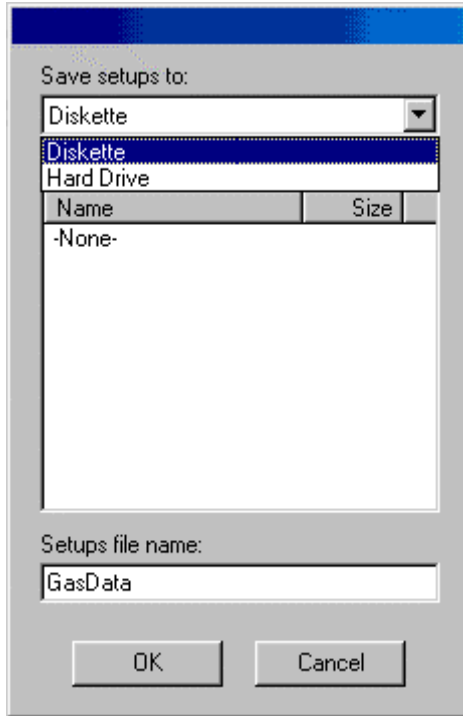 Save setups to:
Diskette
Diskette
Hard Drive
Name Size
-None-
Setups file name:
GasData
OK Cancel